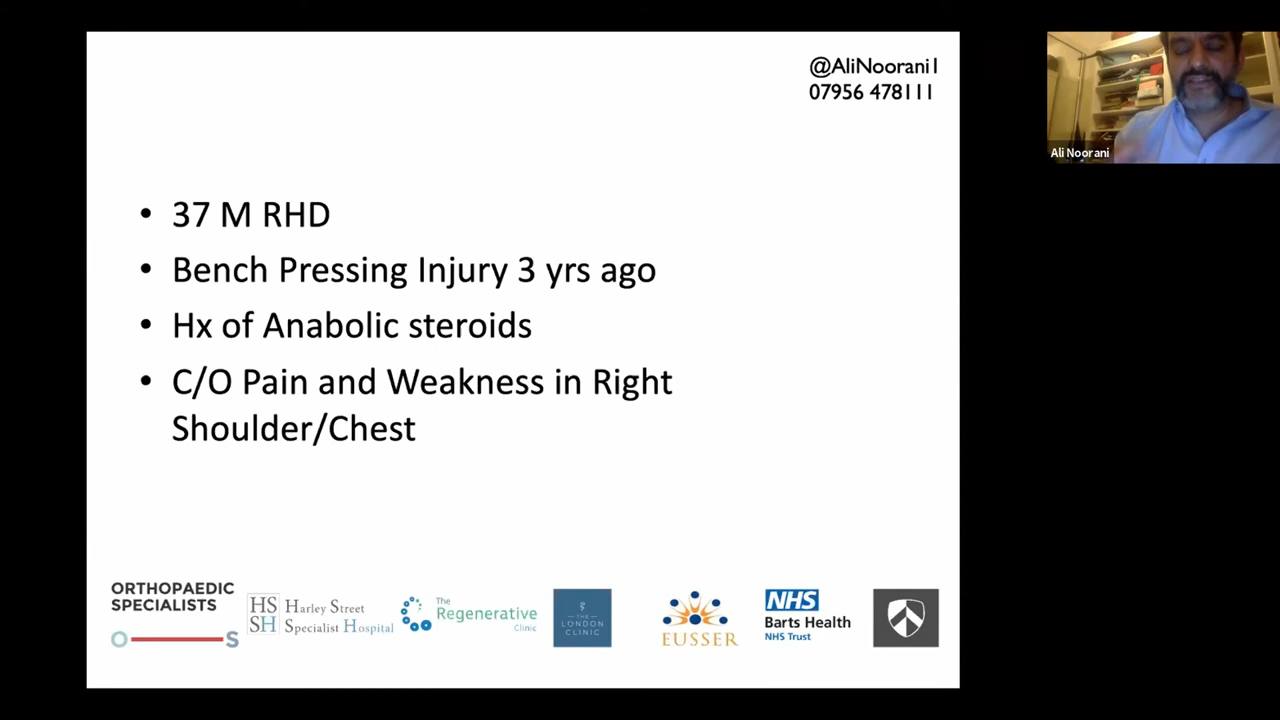 @AliNoorani1
07956 478111
Ali Noorani
• 37 M RHD
• Bench Pressing Injury 3 yrs ago
• Hx of Anabolic steroids
• C/O Pain and Weakness in Right
Shoulder/Chest
ORTHOPAEDIC
SPECIALISTS
O S
HS
SH
Harley Street
Specialist Hospital
The
Regenerative
Clinic
THE
LONDON
CLINIC
EUSSER
NHS
Barts Health
NHS Trust